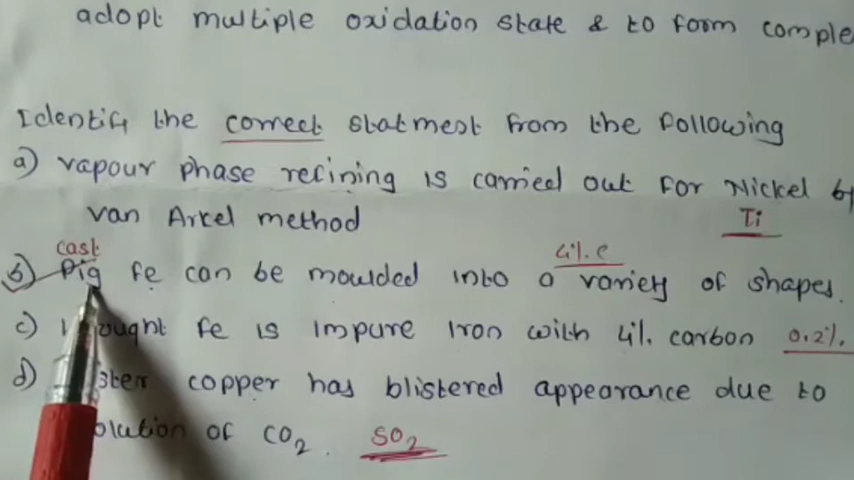 adopt multiple oxidation state & to form comple
Identify the correct statment from the following
a) vapour phase refining is carried out for Nickel by
van Arkel method Ti
cast 4% C
b) Pig fe can be moulded into a variety of shapes.
c) fe is impure Iron with 4% carbon 0.2%.
d) copper has blistered appearance due to
of CO2. SO2